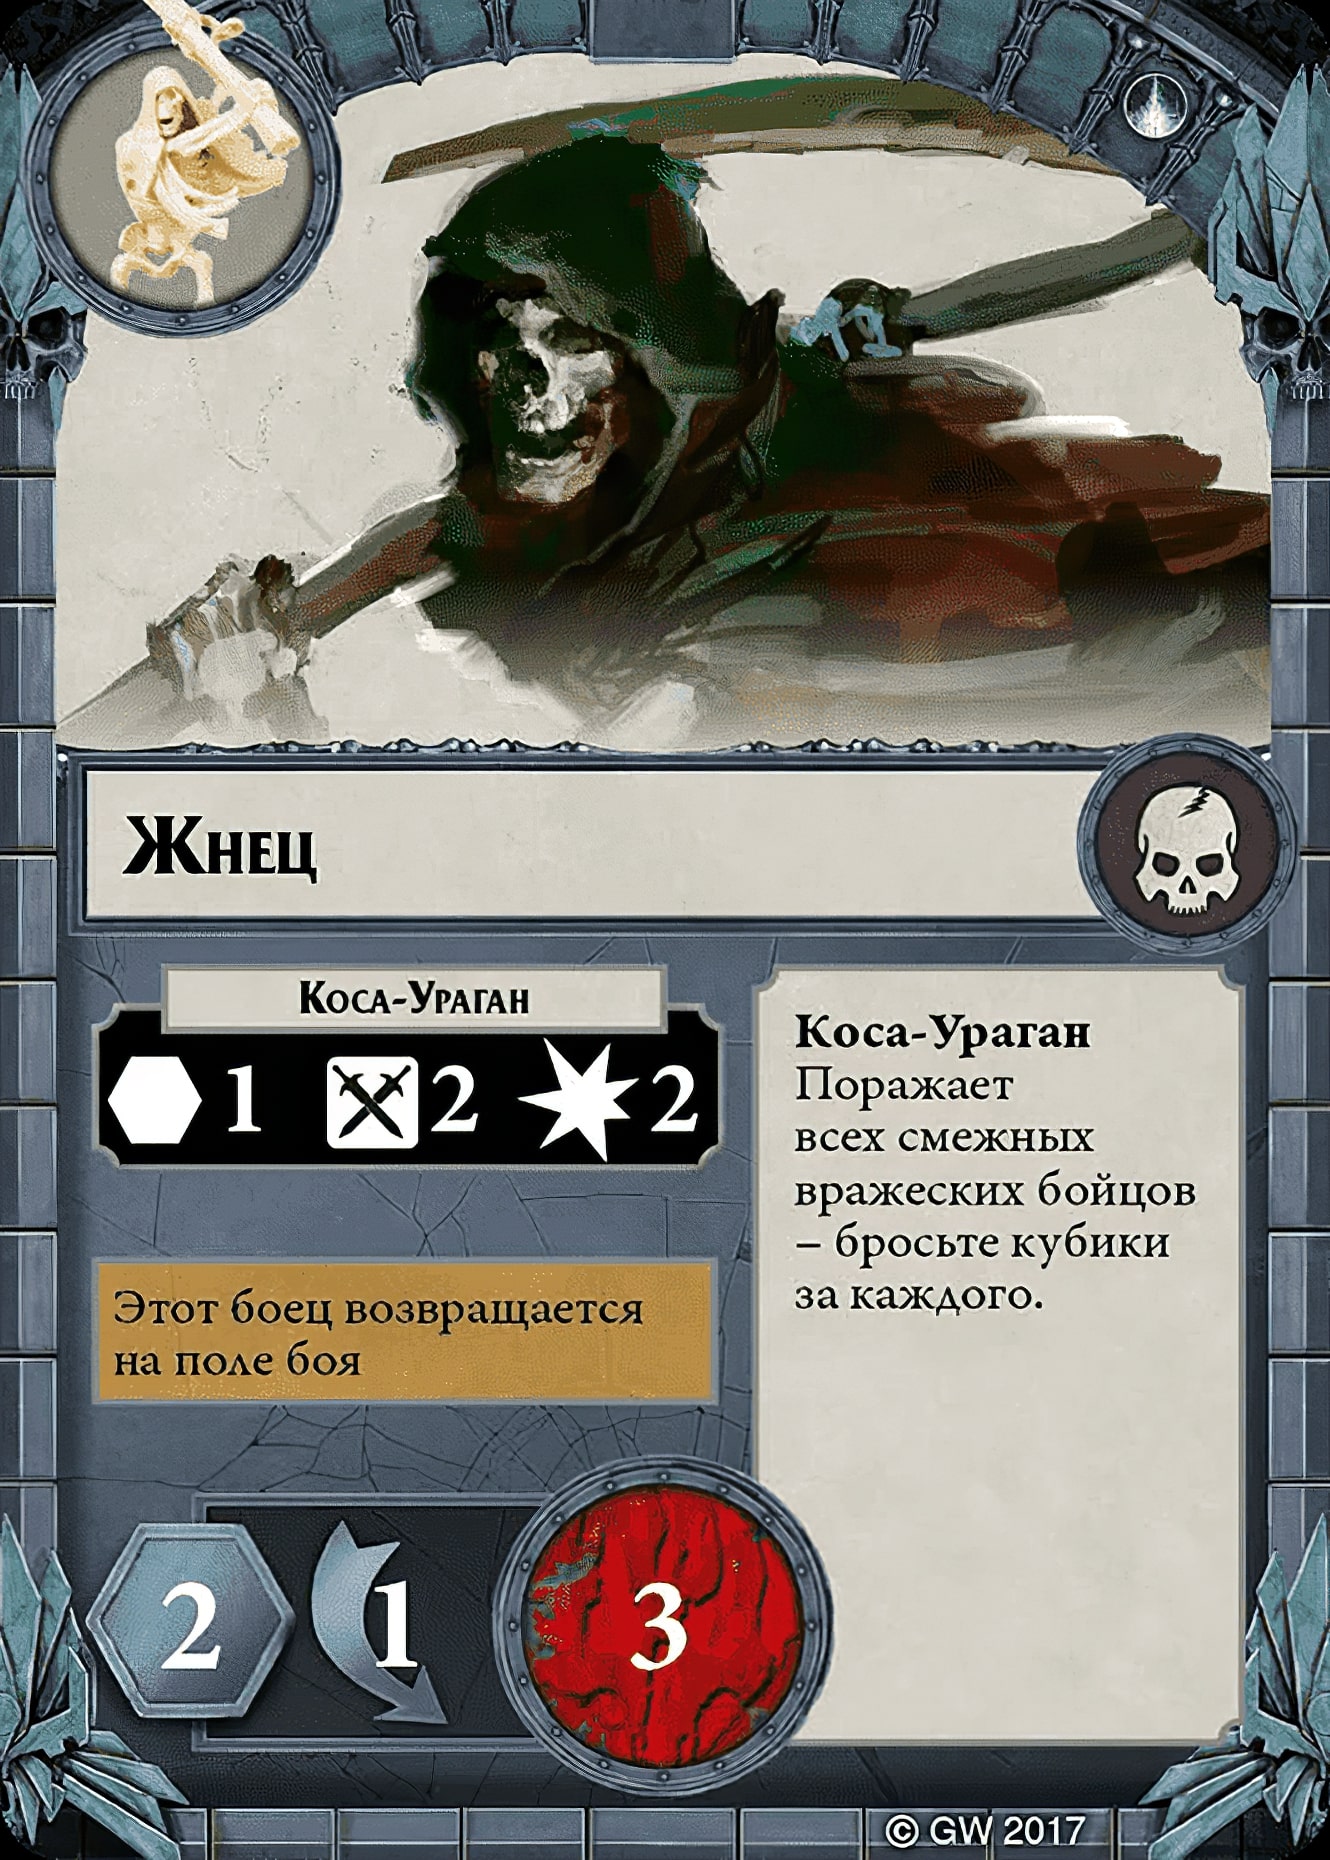 Жнец
Коса-Ураган
1 2 2
Этот боец возвращается
на поле боя
Коса-Ураган
Поражает
всех смежных
вражеских бойцов
– бросьте кубики
за каждого.
2 1 3
© GW 2017